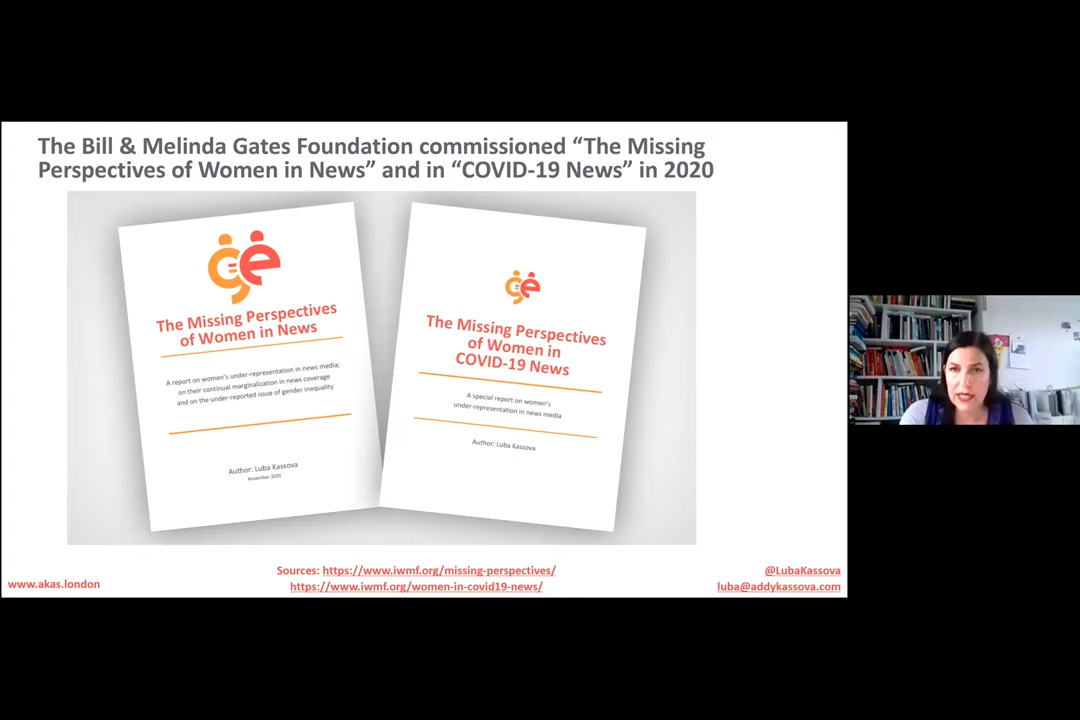 The Bill & Melinda Gates Foundation commissioned “The Missing
Perspectives of Women in News” and in “COVID-19 News” in 2020
ge
The Missing Perspectives
of Women in News
A report on women's under-representation in news media;
on their continual marginalization in news coverage
and on the under-reported issue of gender inequality
Author: Luba Kassova
November 2020
ge
The Missing Perspectives
of Women in
COVID-19 News
A special report on women's
under-representation in news media
Author: Luba Kassova
Sources: https://www.iwmf.org/missing-perspectives/
https://www.iwmf.org/women-in-covid19-news/
www.akas.london
@LubaKassova
luba@addykassova.com